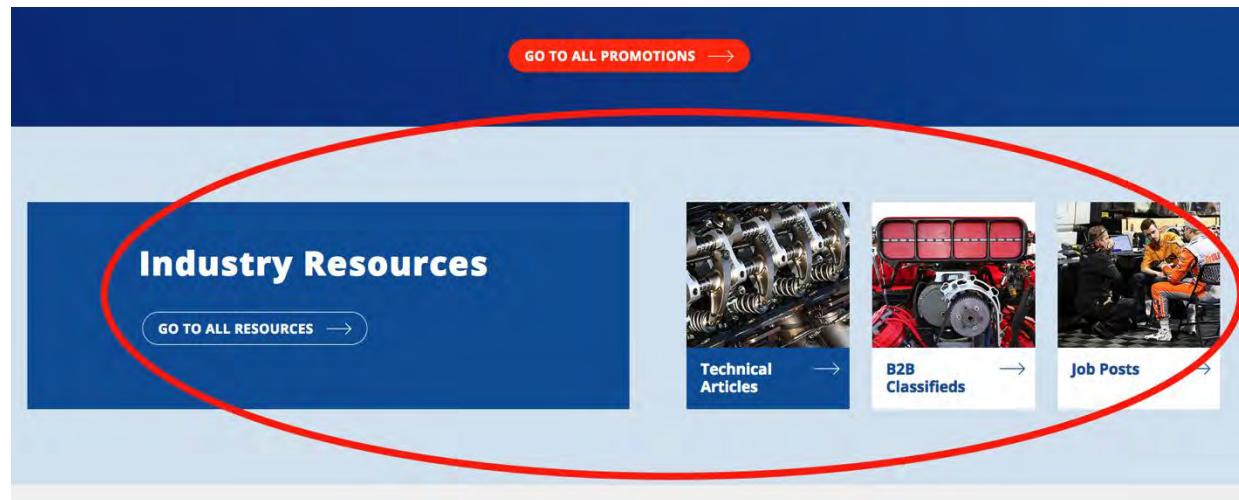 GO TO ALL PROMOTIONS
Industry Resources
GO TO ALL RESOURCES
Technical
Articles
B2B
Classifieds
Job Posts